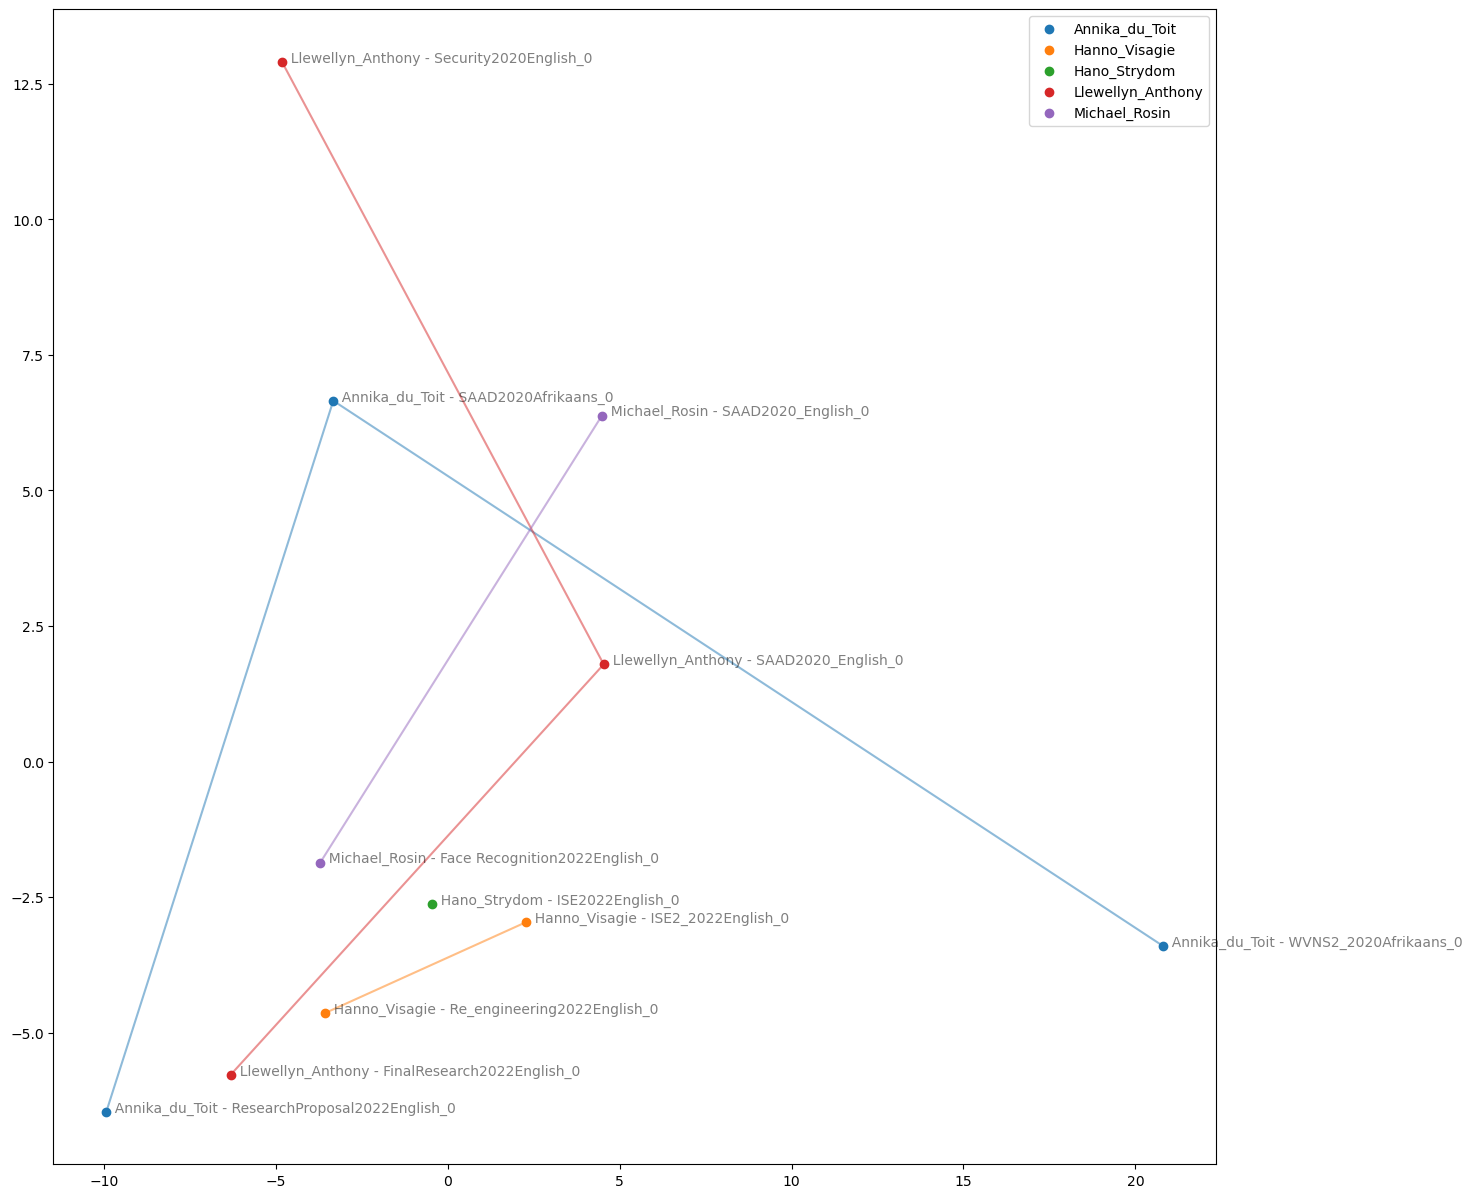 Annika_du_Toit
Hanno_Visagie
Hano_Strydom
Llewellyn_Anthony
Michael_Rosin
Llewellyn_Anthony - Security2020English_0
Annika_du_Toit - SAAD2020Afrikaans_0
Michael_Rosin - SAAD2020_English_0
Llewellyn_Anthony - SAAD2020_English_0
Michael_Rosin - Face Recognition2022English_0
Hano_Strydom - ISE2022English_0
Hanno_Visagie - ISE2_2022English_0
Annika_du_Toit - WVNS2_2020Afrikaans_0
Hanno_Visagie - Re_engineering2022English_0
Llewellyn_Anthony - FinalResearch2022English_0
Annika_du_Toit - ResearchProposal2022English_0
12.5
10.0
7.5
5.0
2.5
0.0
−2.5
−5.0
−10 −5 0 5 10 15 20